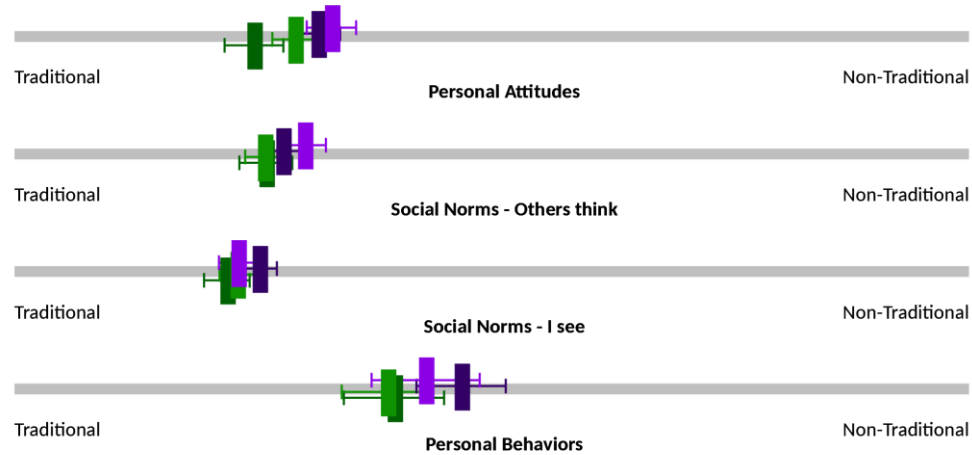 Traditional
Non-Traditional
Personal Attitudes
Traditional
Non-Traditional
Social Norms - Others think
Traditional
Non-Traditional
Social Norms - I see
Traditional
Non-Traditional
Personal Behaviors